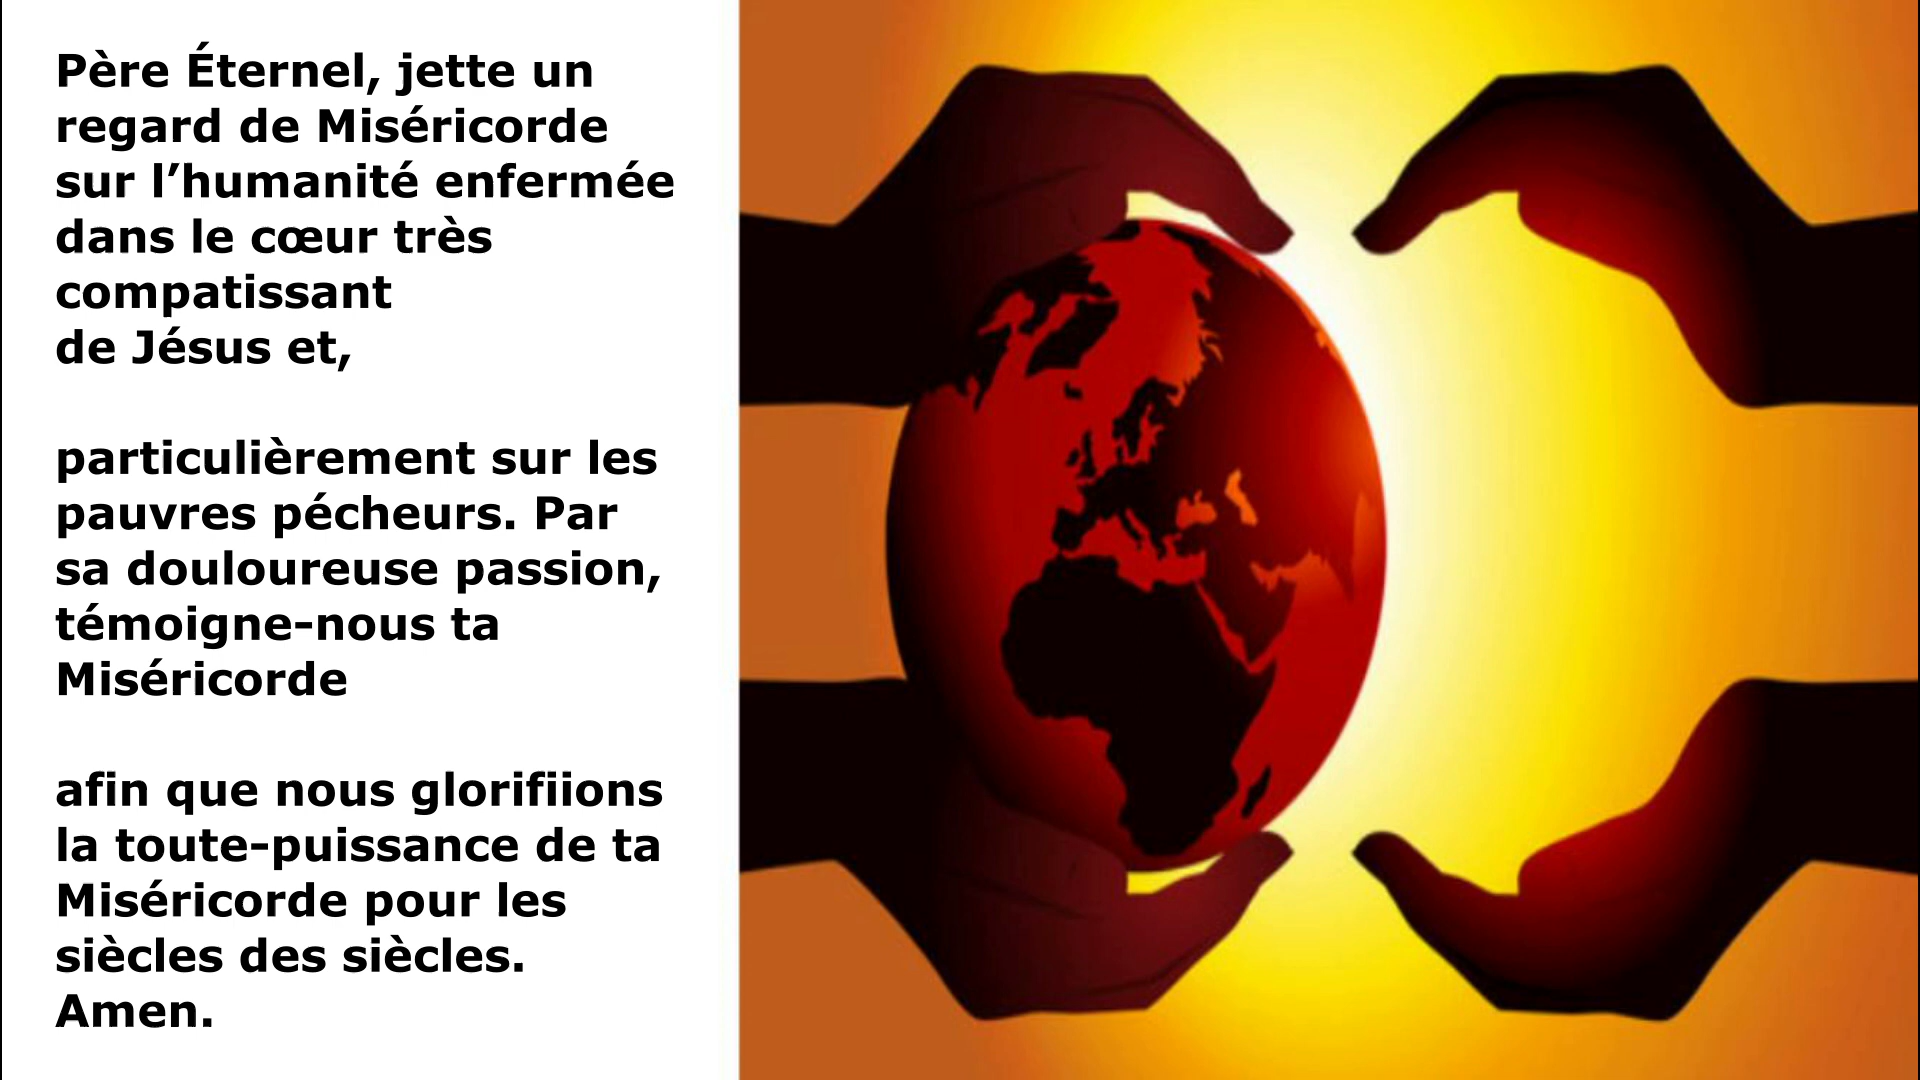 Père Éternel, jette un
regard de Miséricorde
sur l’humanité enfermée
dans le cœur très
compatissant
de Jésus et,
particulièrement sur les
pauvres pécheurs. Par
sa douloureuse passion,
témoigne-nous ta
Miséricorde
afin que nous glorifiions
la toute-puissance de ta
Miséricorde pour les
siècles des siècles.
Amen.